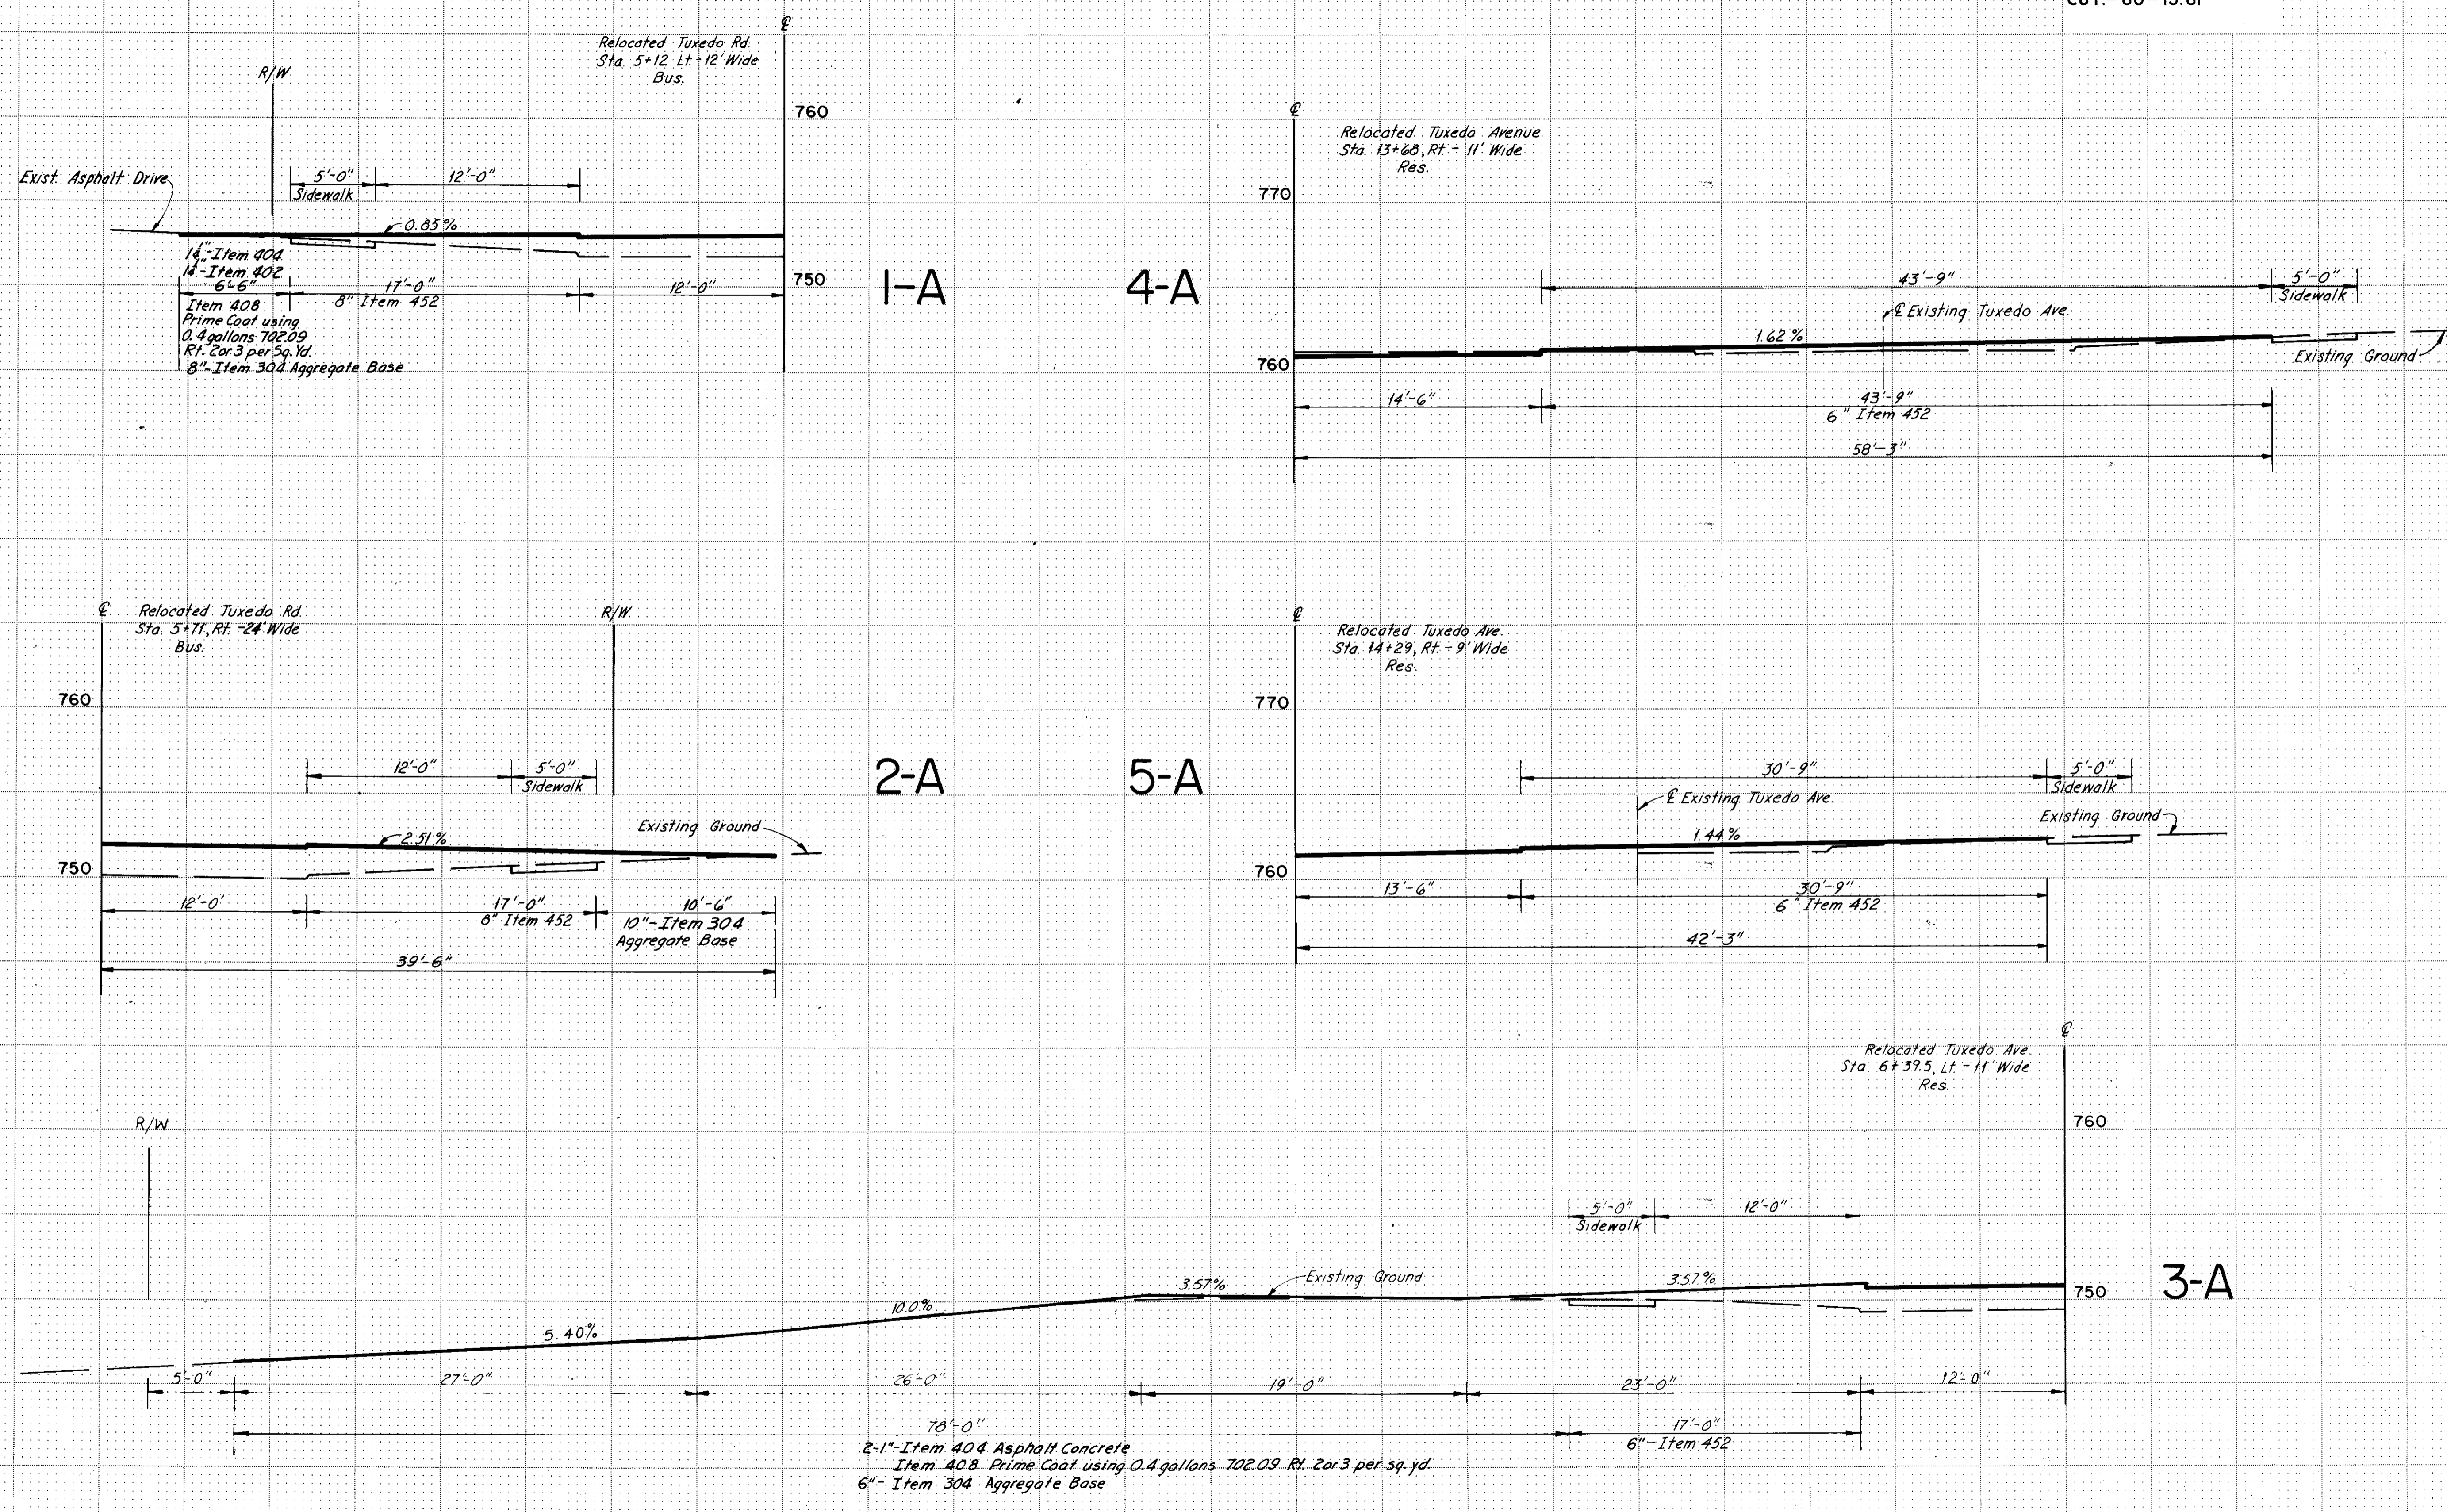 CUY.-80-15.81
℄
Relocated Tuxedo Rd.
Sta. 5+12 Lt.-12' Wide
Bus.
R/W
760
Exist. Asphalt Drive
5'-0"
Sidewalk
12'-0"
0.85%
1¼"-Item 404
1¼"-Item 402
6'-6"
17'-0"
8" Item 452
12'-0"
750
Item 408
Prime Coat using
0.4 gallons 702.09
Rt. 2 or 3 per Sq. Yd.
8"-Item 304 Aggregate Base
1-A
4-A
℄
Relocated Tuxedo Avenue
Sta. 13+68, Rt. - 11' Wide
Res.
770
43'-9"
5'-0"
Sidewalk
℄ Existing Tuxedo Ave.
1.62%
760
Existing Ground
14'-6"
43'-9"
6" Item 452
58'-3"
℄
Relocated Tuxedo Rd.
Sta. 5+71, Rt. -24' Wide
Bus.
R/W
760
12'-0"
5'-0"
Sidewalk
2.51%
Existing Ground
750
12'-0'
17'-0"
8" Item 452
10'-6"
10"-Item 304
Aggregate Base
39'-6"
2-A
5-A
℄
Relocated Tuxedo Ave.
Sta. 14+29, Rt. - 9' Wide
Res.
770
30'-9"
5'-0"
Sidewalk
℄ Existing Tuxedo Ave.
Existing Ground
1.44%
760
13'-6"
30'-9"
6" Item 452
42'-3"
℄
Relocated Tuxedo Ave.
Sta. 6+39.5, Lt. - 11' Wide
Res.
R/W
760
5'-0"
Sidewalk
12'-0"
3.57%
Existing Ground
3.57%
750
3-A
10.0%
5.40%
5'-0"
27'-0"
26'-0"
19'-0"
23'-0"
12'-0"
78'-0"
17'-0"
6"-Item 452
2-1"-Item 404 Asphalt Concrete
Item 408 Prime Coat using 0.4 gallons 702.09 Rt. 2 or 3 per sq. yd.
6"- Item 304 Aggregate Base